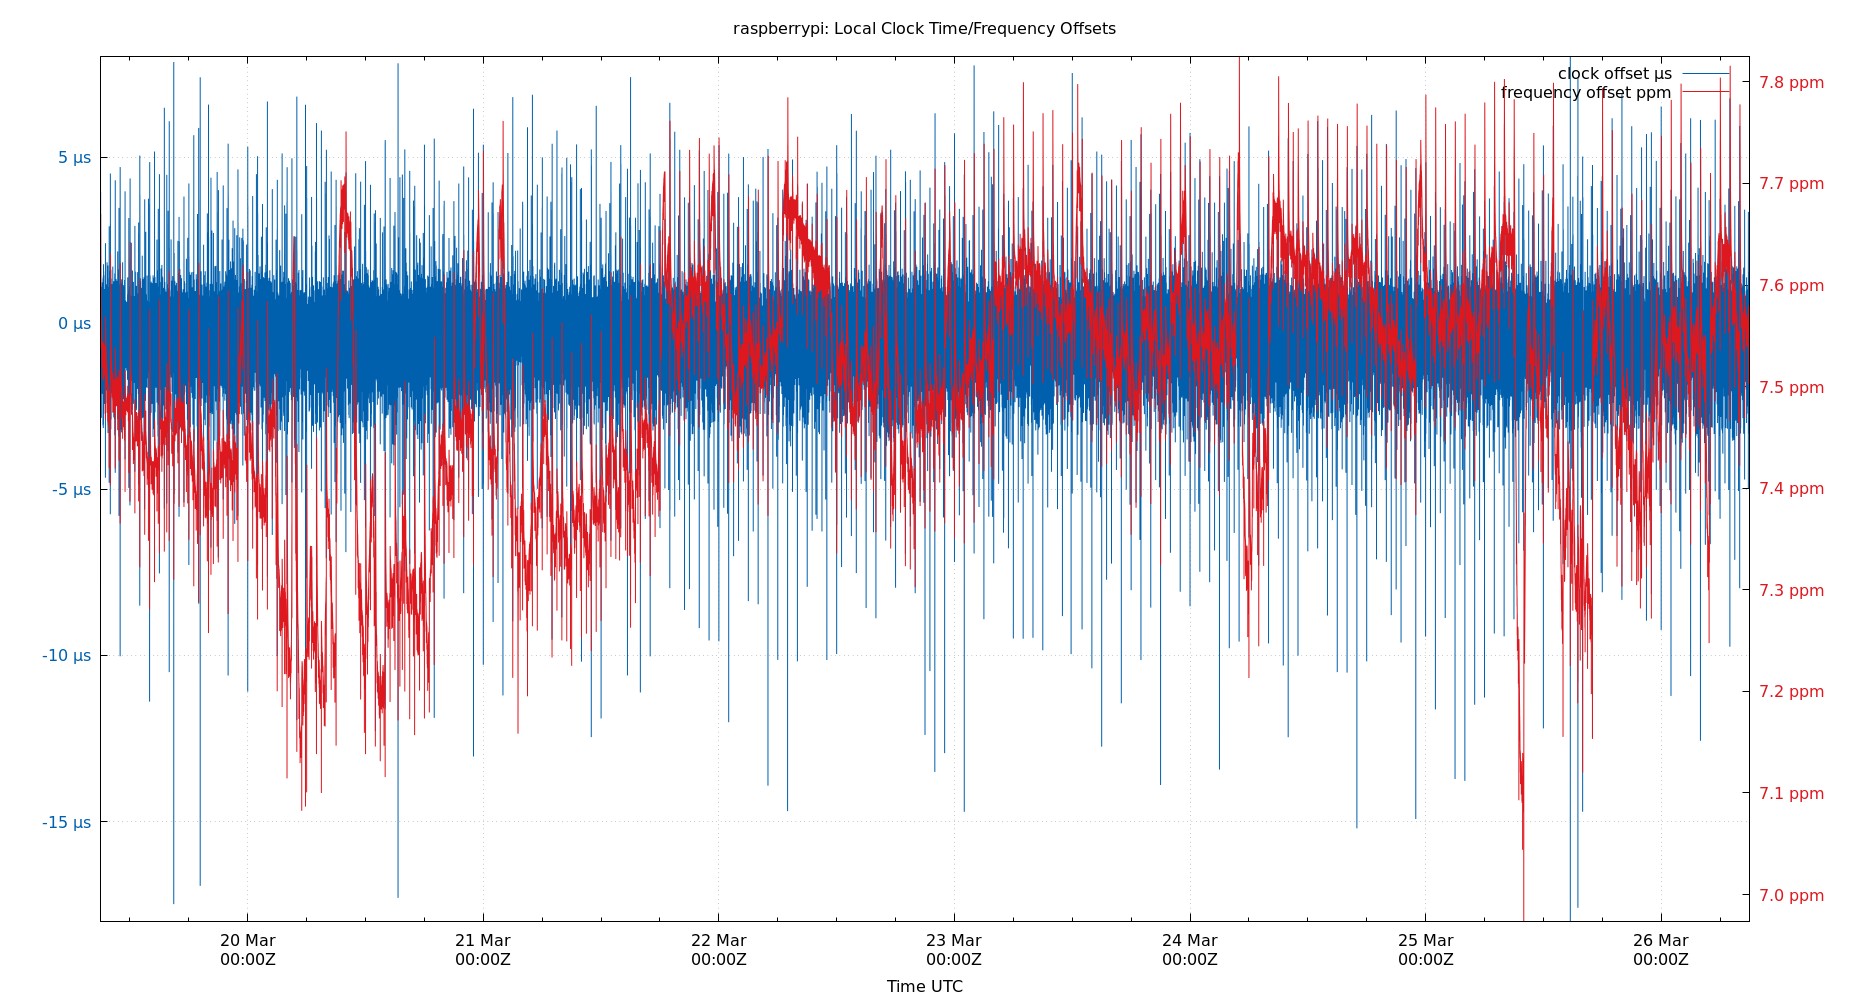 raspberrypi: Local Clock Time/Frequency Offsets
clock offset µs
frequency offset ppm
5 µs
0 µs
-5 µs
-10 µs
-15 µs
7.8 ppm
7.7 ppm
7.6 ppm
7.5 ppm
7.4 ppm
7.3 ppm
7.2 ppm
7.1 ppm
7.0 ppm
20 Mar 21 Mar 22 Mar 23 Mar 24 Mar 25 Mar 26 Mar
00:00Z 00:00Z 00:00Z 00:00Z 00:00Z 00:00Z 00:00Z
Time UTC